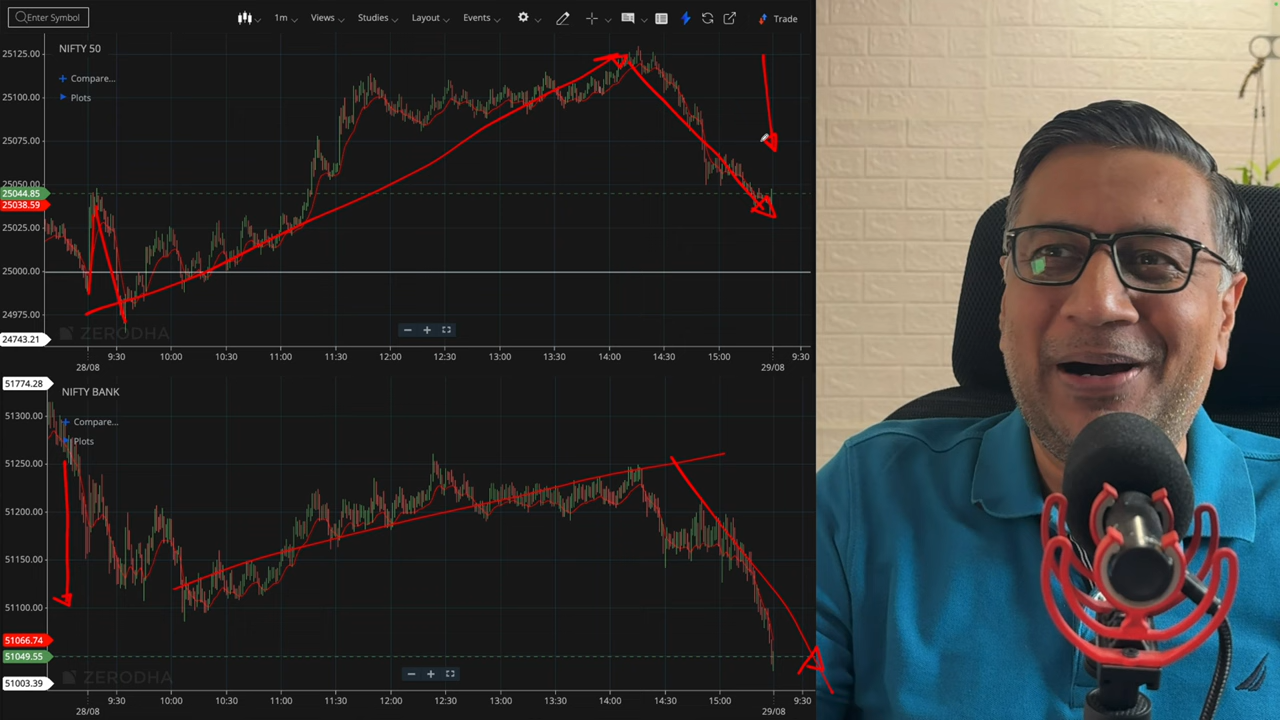 Enter Symbol
1m Views Studies Layout Events Trade
NIFTY 50
Compare...
Plots
25125.00
25100.00
25075.00
25050.00
25044.85
25038.59
25025.00
25000.00
24975.00
24743.21
ZERODHA
9:30 10:00 10:30 11:00 11:30 12:00 12:30 13:00 13:30 14:00 14:30 15:00 9:30
28/08 29/08
51774.28
NIFTY BANK
Compare...
Plots
51300.00
51250.00
51200.00
51150.00
51100.00
51066.74
51049.55
51003.39
ZERODHA
9:30 10:00 10:30 11:00 11:30 12:00 12:30 13:00 13:30 14:00 14:30 15:00 9:30
28/08 29/08